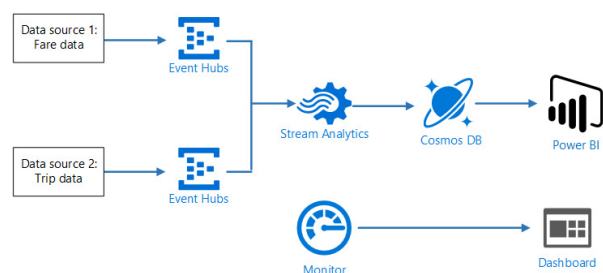 Data source 1:
Fare data
Event Hubs
Stream Analytics
Cosmos DB
Power BI
Data source 2:
Trip data
Event Hubs
Monitor
Dashboard